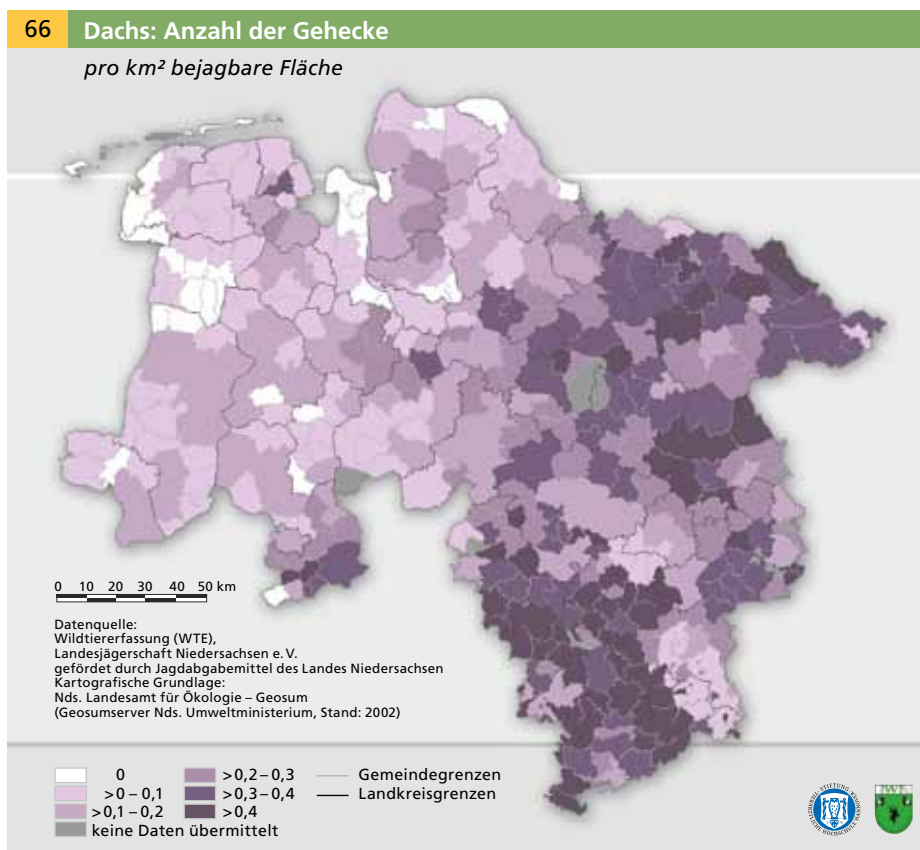 66 Dachs: Anzahl der Gehecke
pro km² bejagbare Fläche
0 10 20 30 40 50 km
Datenquelle:
Wildtiererfassung (WTE),
Landesjägerschaft Niedersachsen e. V.
gefördert durch Jagdabgabemittel des Landes Niedersachsen
Kartografische Grundlage:
Nds. Landesamt für Ökologie – Geosum
(Geosumserver Nds. Umweltministerium, Stand: 2002)
0
>0 – 0,1
>0,1 – 0,2
keine Daten übermittelt
>0,2 – 0,3
>0,3 – 0,4
>0,4
Gemeindegrenzen
Landkreisgrenzen
STIFTUNG